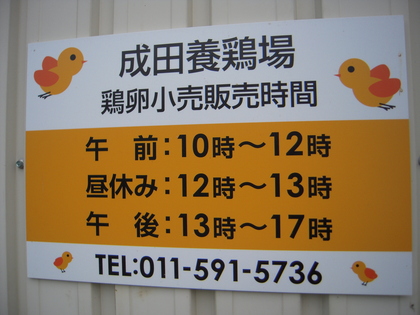 成田養鶏場
鶏卵小売販売時間
午　前：10時～12時
昼休み：12時～13時
午　後：13時～17時
TEL:011-591-5736